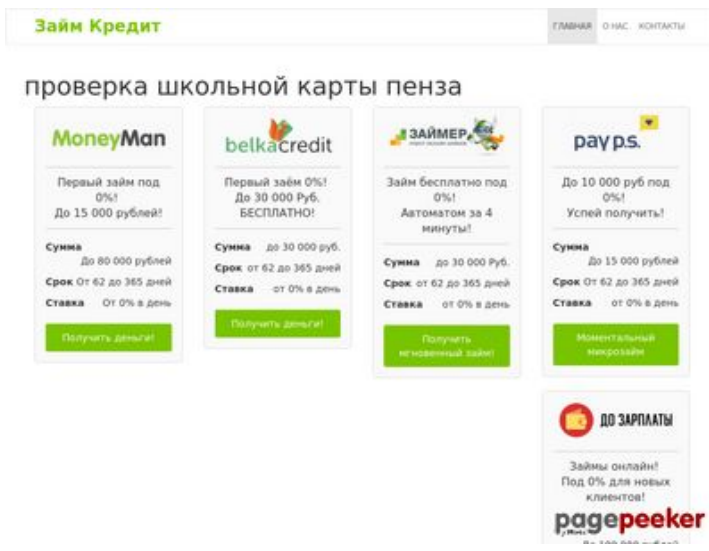 Займ Кредит
ГЛАВНАЯ О НАС КОНТАКТЫ
проверка школьной карты пенза
MoneyMan
Первый займ под
0%!
До 15 000 рублей!
Сумма
До 80 000 рублей
Срок От 62 до 365 дней
Ставка От 0% в день
Получить деньги!
belkacredit
Первый заём 0%!
До 30 000 Руб.
БЕСПЛАТНО!
Сумма до 30 000 руб.
Срок от 62 до 365 дней
Ставка от 0% в день
Получить деньги!
ЗАЙМЕР
Займ бесплатно под
0%!
Автоматом за 4
минуты!
Сумма до 30 000 Руб.
Срок от 62 до 365 дней
Ставка от 0% в день
Получить
мгновенный займ!
pay p.s.
До 10 000 руб под
0%!
Успей получить!
Сумма
До 15 000 рублей
Срок От 62 до 365 дней
Ставка от 0% в день
Моментальный
микрозайм
ДО ЗАРПЛАТЫ
Займы онлайн!
Под 0% для новых
клиентов!
pagepeeker
До 100 000 рублей